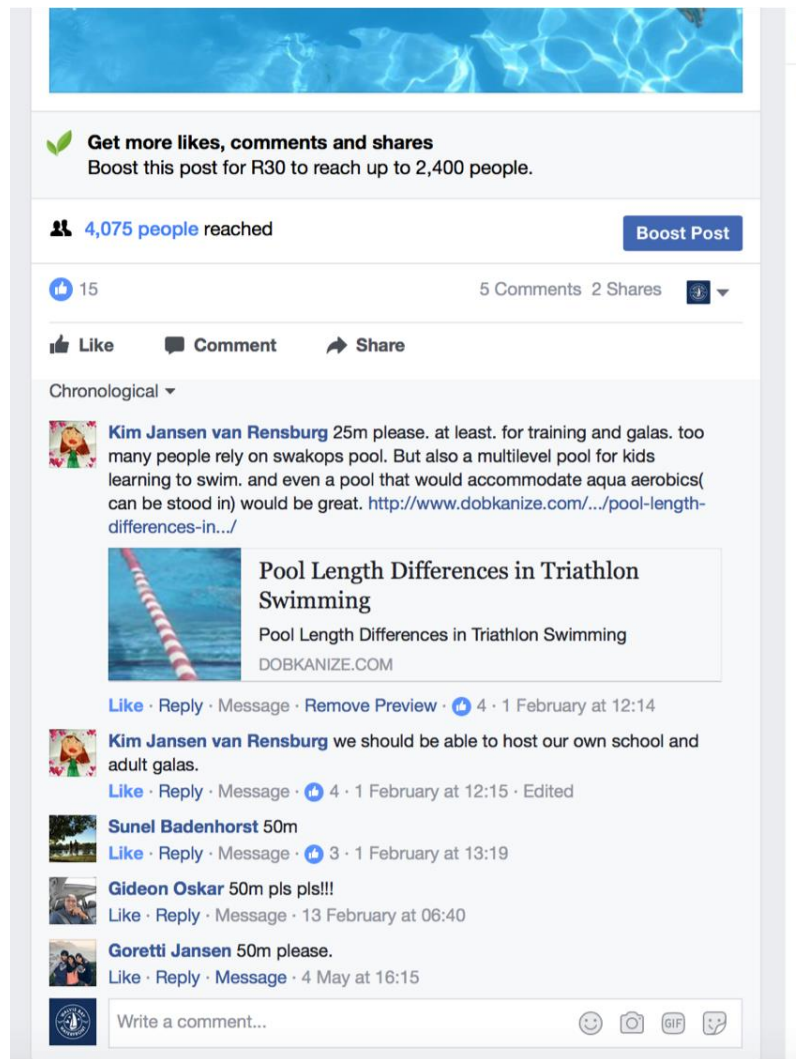 Get more likes, comments and shares
Boost this post for R30 to reach up to 2,400 people.
4,075 people reached
Boost Post
15
5 Comments 2 Shares
Like Comment Share
Chronological
Kim Jansen van Rensburg 25m please. at least. for training and galas. too
many people rely on swakops pool. But also a multilevel pool for kids
learning to swim. and even a pool that would accommodate aqua aerobics(
can be stood in) would be great. http://www.dobkanize.com/.../pool-length-
differences-in.../
Pool Length Differences in Triathlon
Swimming
Pool Length Differences in Triathlon Swimming
DOBKANIZE.COM
Like · Reply · Message · Remove Preview · 4 · 1 February at 12:14
Kim Jansen van Rensburg we should be able to host our own school and
adult galas.
Like · Reply · Message · 4 · 1 February at 12:15 · Edited
Sunel Badenhorst 50m
Like · Reply · Message · 3 · 1 February at 13:19
Gideon Oskar 50m pls pls!!!
Like · Reply · Message · 13 February at 06:40
Goretti Jansen 50m please.
Like · Reply · Message · 4 May at 16:15
Write a comment...
GIF